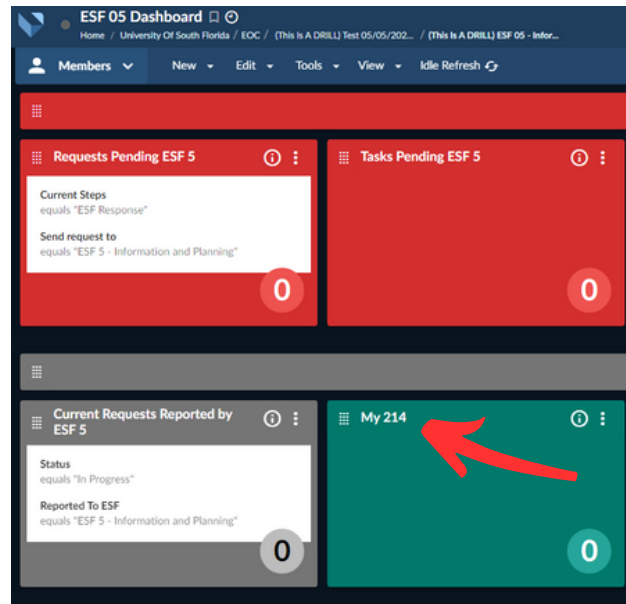 ESF 05 Dashboard
Home / University Of South Florida / EOC / (This Is A DRILL) Test 05/05/202... / (This Is A DRILL) ESF 05 - Infor...
Members New Edit Tools View Idle Refresh
Requests Pending ESF 5
Current Steps
equals "ESF Response"
Send request to
equals "ESF 5 - Information and Planning"
0
Tasks Pending ESF 5
0
Current Requests Reported by
ESF 5
Status
equals "In Progress"
Reported To ESF
equals "ESF 5 - Information and Planning"
0
My 214
0